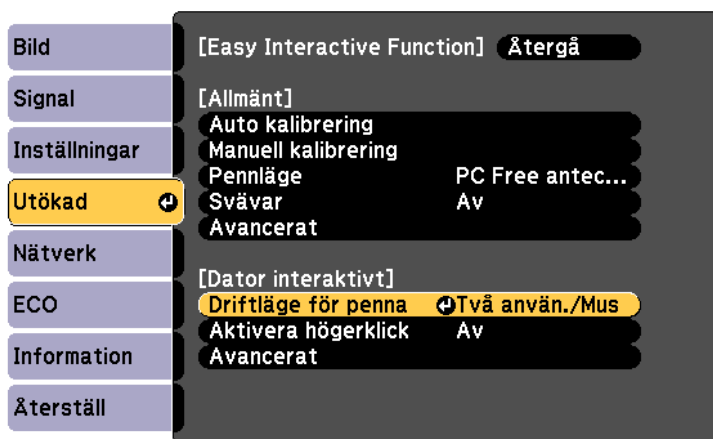 Bild
Signal
Inställningar
Utökad
Nätverk
ECO
Information
Återställ
[Easy Interactive Function] Återgå
[Allmänt]
Auto kalibrering
Manuell kalibrering
Pennläge PC Free antec...
Svävar Av
Avancerat
[Dator interaktivt]
Driftläge för penna Två använ./Mus
Aktivera högerklick Av
Avancerat